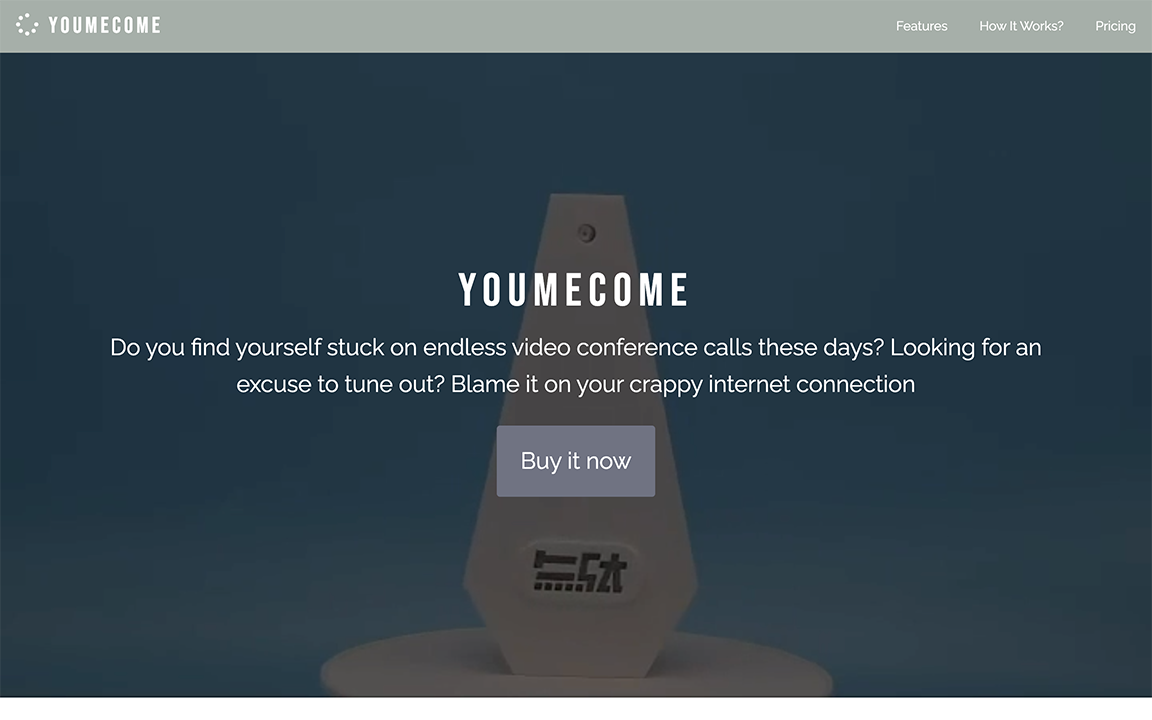 YOUMECOME
Features
How It Works?
Pricing
YOUMECOME
Do you find yourself stuck on endless video conference calls these days? Looking for an
excuse to tune out? Blame it on your crappy internet connection
Buy it now